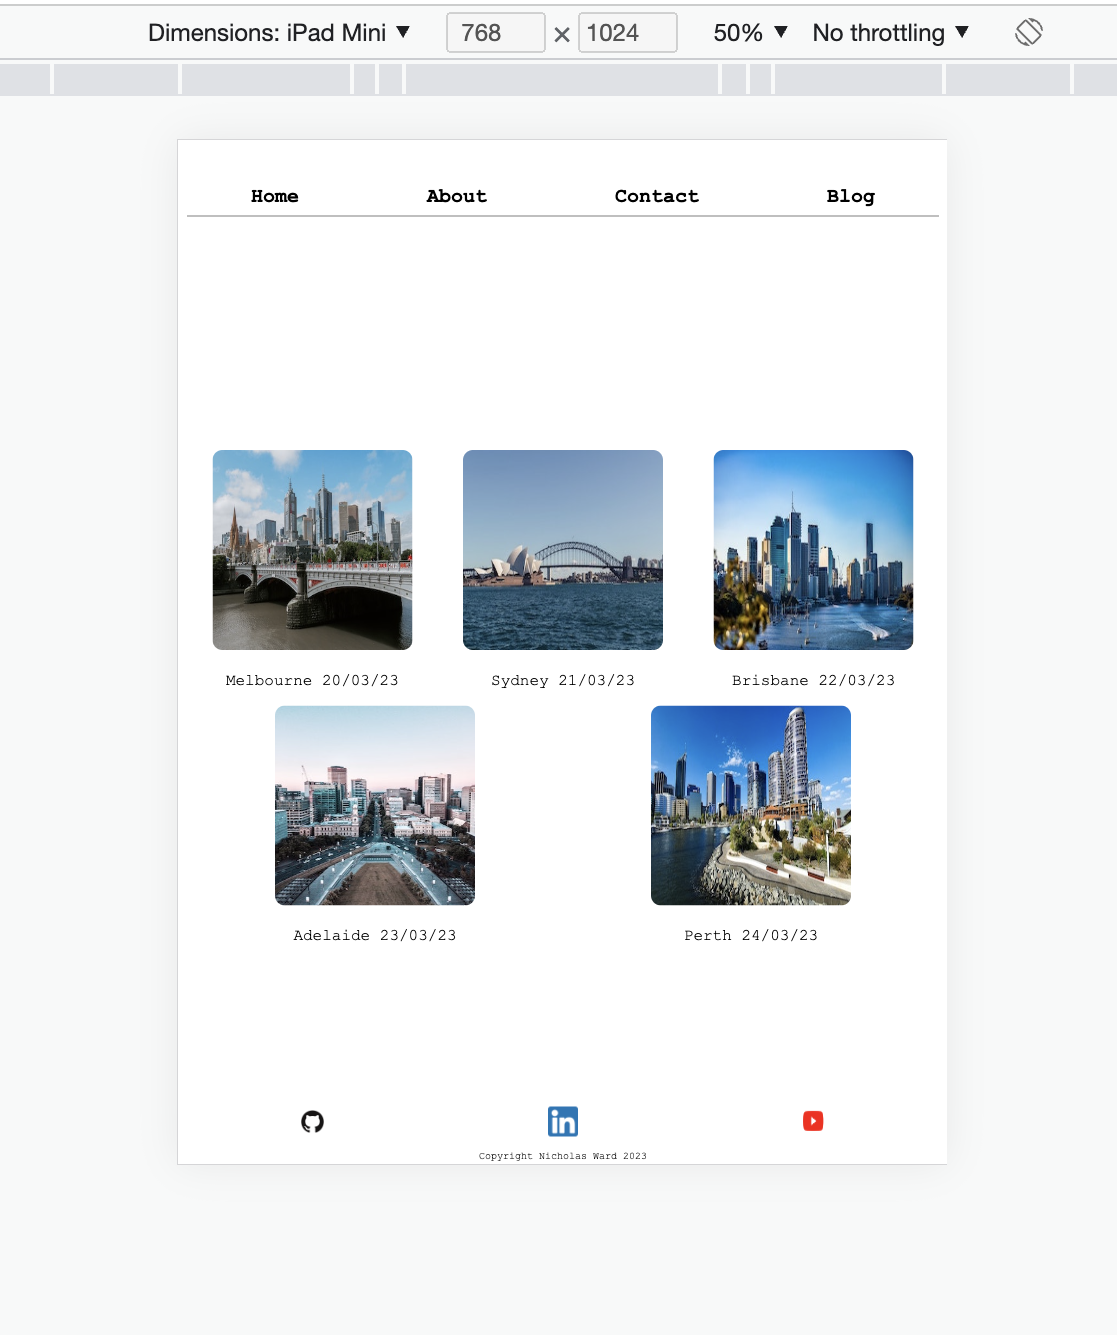 Dimensions: iPad Mini ▼ 768 × 1024 50% ▼ No throttling ▼
Home About Contact Blog
Melbourne 20/03/23 Sydney 21/03/23 Brisbane 22/03/23
Adelaide 23/03/23 Perth 24/03/23
in
Copyright Nicholas Ward 2023